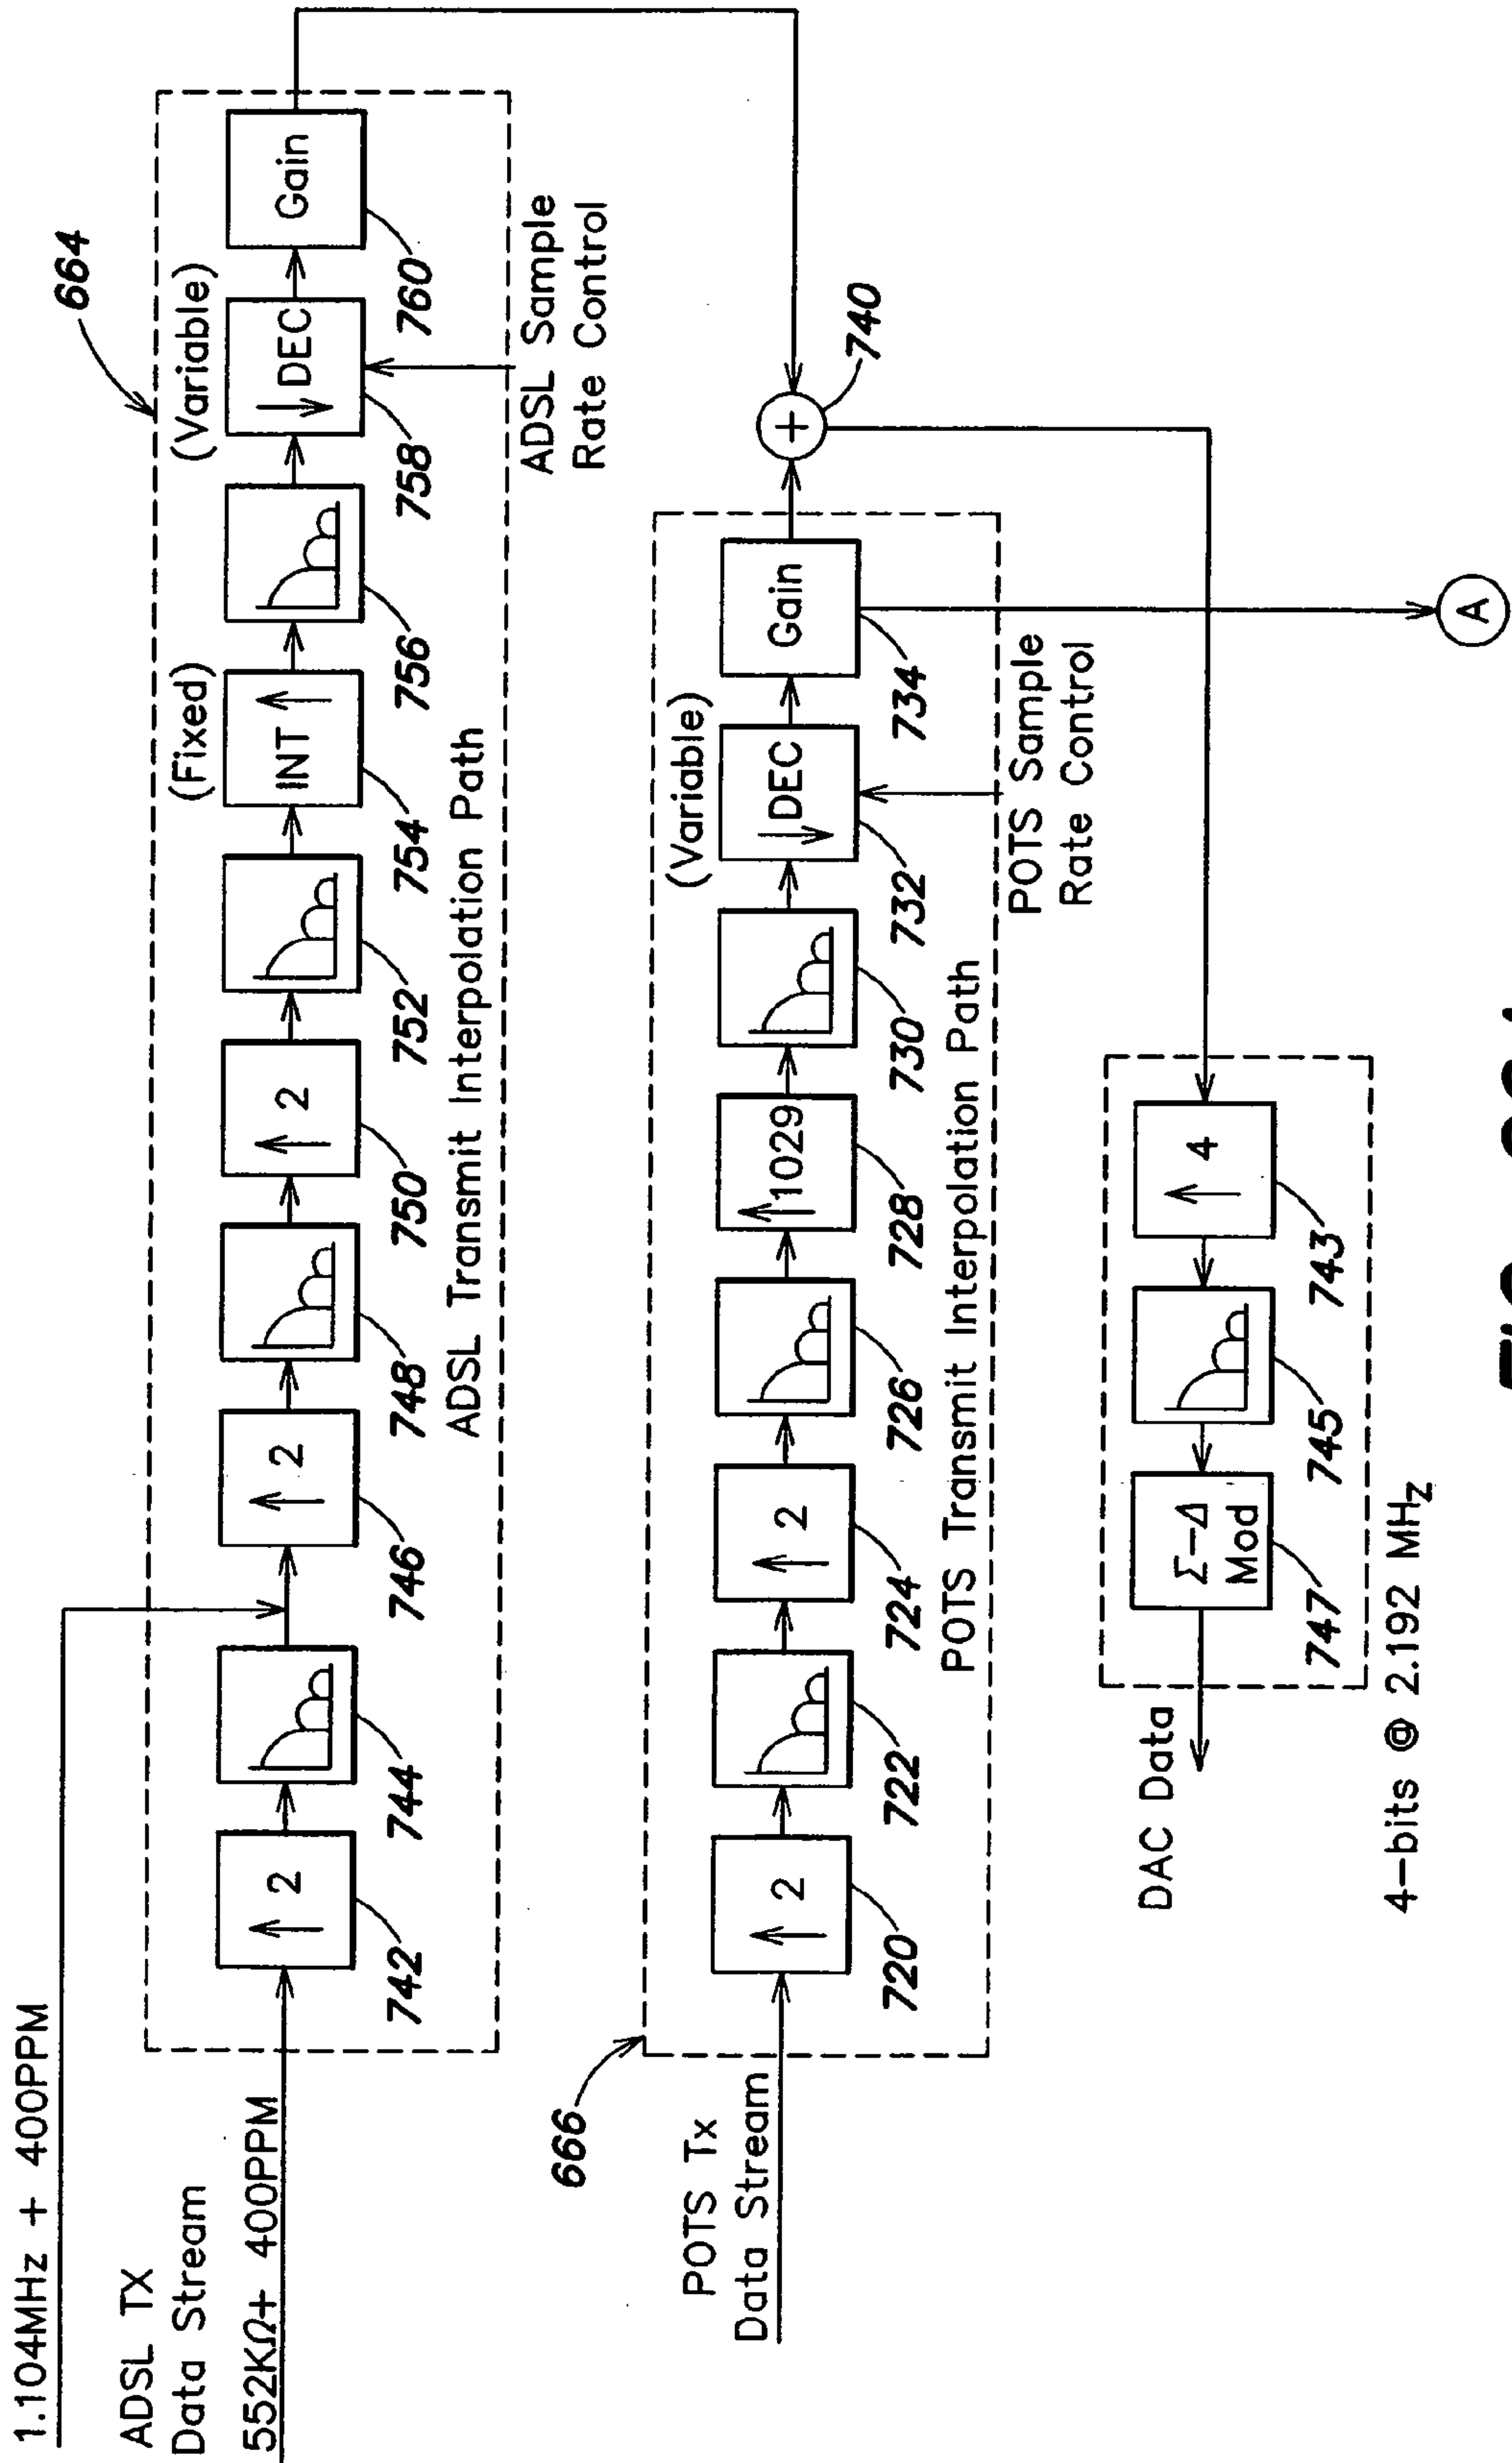 1.104MHz + 400PPM
ADSL TX
Data Stream
552KΩ+ 400PPM
664
(Fixed)
(Variable)
2
2
2
INT
DEC
Gain
742
744
746
748
750
752
754
756
758
760
ADSL Transmit Interpolation Path
ADSL Sample
Rate Control
666
POTS Tx
Data Stream
(Variable)
2
2
1029
DEC
Gain
+
740
720
722
724
726
728
730
732
734
POTS Transmit Interpolation Path
POTS Sample
Rate Control
DAC Data
Σ-Δ
Mod
4
747
745
743
4-bits @ 2.192 MHz
A